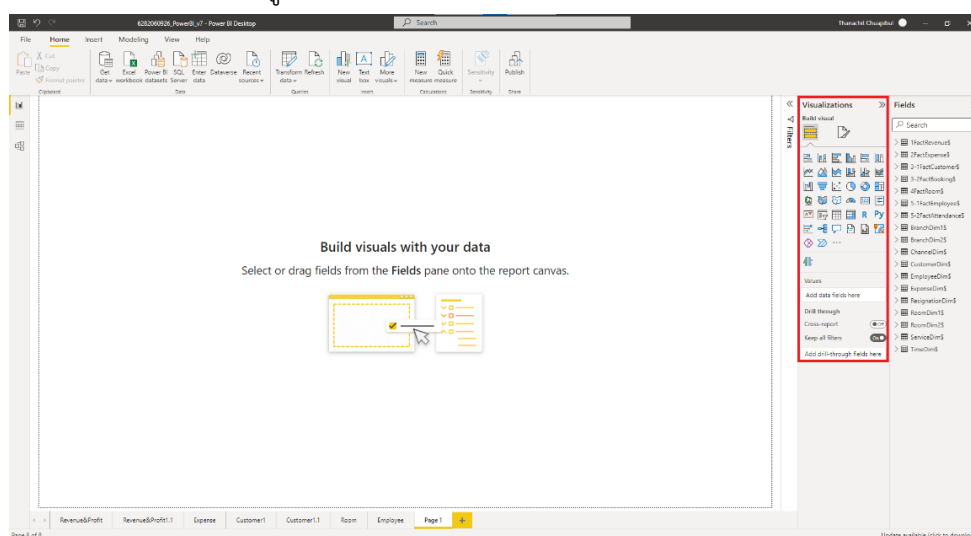 6262060926_PowerBI_v7 - Power BI Desktop
Search
Thanachit Chuapibul
File Home Insert Modeling View Help
Paste
Cut
Copy
Format painter
Get data
Excel workbook
Power BI datasets
SQL Server
Enter data
Dataverse
Recent sources
Transform data
Refresh
New visual
Text box
More visuals
New measure
Quick measure
Sensitivity
Publish
Clipboard
Data
Queries
Insert
Calculations
Sensitivity
Share
Filters
Visualizations
Build visual
R Py
Values
Add data fields here
Drill through
Cross-report
Off
Keep all filters
On
Add drill-through fields here
Fields
Search
1FactRevenue$
2FactExpense$
3-1FactCustomer$
3-2FactBooking$
4FactRoom$
5-1FactEmployee$
5-2FactAttendance$
BranchDim1$
BranchDim2$
ChannelDim$
CustomerDim$
EmployeeDim$
ExpenseDim$
ResignationDim$
RoomDim1$
RoomDim2$
ServiceDim$
TimeDim$
Build visuals with your data
Select or drag fields from the Fields pane onto the report canvas.
Revenue&Profit Revenue&Profit1.1 Expense Customer1 Customer1.1 Room Employee Page 1
Page 8 of 8
Update available (click to downlo